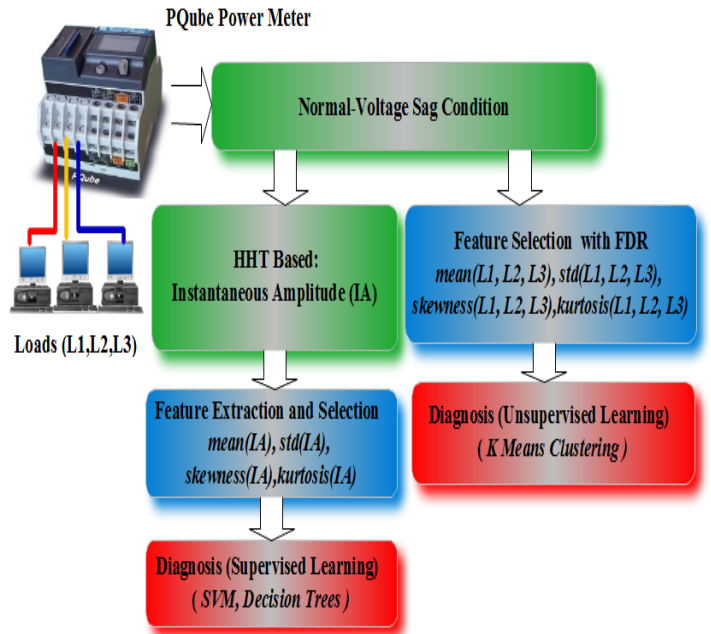 PQube Power Meter
PQube
Normal-Voltage Sag Condition
Loads (L1,L2,L3)
HHT Based:
Instantaneous Amplitude (IA)
Feature Selection with FDR
mean(L1, L2, L3), std(L1, L2, L3),
skewness(L1, L2, L3),kurtosis(L1, L2, L3)
Feature Extraction and Selection
mean(IA), std(IA),
skewness(IA),kurtosis(IA)
Diagnosis (Unsupervised Learning)
( K Means Clustering )
Diagnosis (Supervised Learning)
( SVM, Decision Trees )